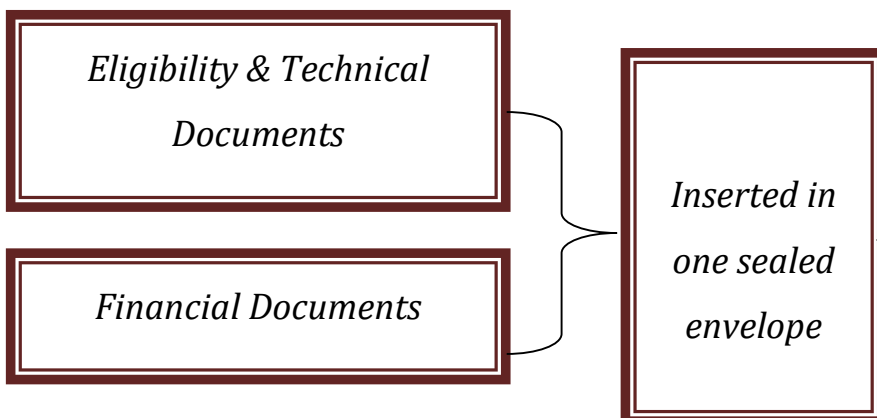 Eligibility & Technical
Documents
Financial Documents
Inserted in
one sealed
envelope